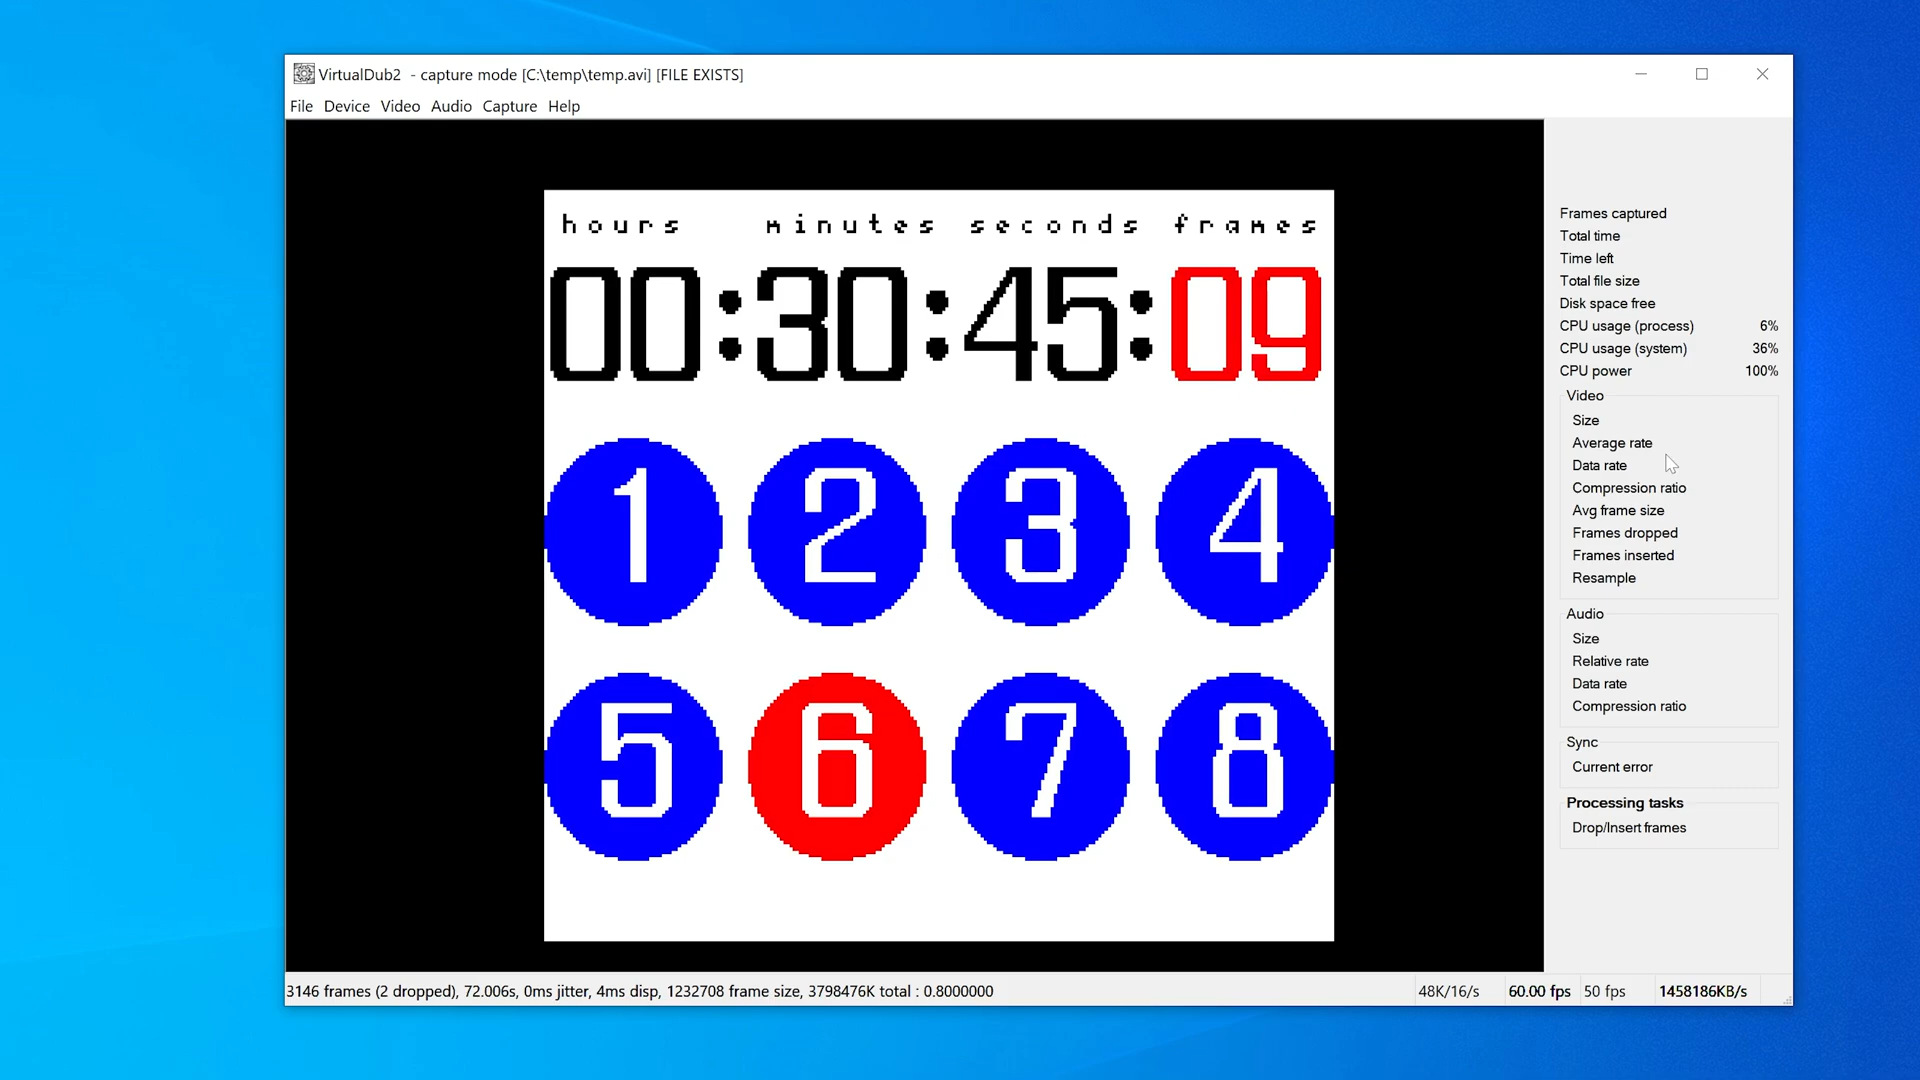 VirtualDub2 - capture mode [C:\temp\temp.avi] [FILE EXISTS]
File Device Video Audio Capture Help
hours minutes seconds frames
00:30:45:09
1 2 3 4
5 6 7 8
Frames captured
Total time
Time left
Total file size
Disk space free
CPU usage (process) 6%
CPU usage (system) 36%
CPU power 100%
Video
Size
Average rate
Data rate
Compression ratio
Avg frame size
Frames dropped
Frames inserted
Resample
Audio
Size
Relative rate
Data rate
Compression ratio
Sync
Current error
Processing tasks
Drop/Insert frames
3146 frames (2 dropped), 72.006s, 0ms jitter, 4ms disp, 1232708 frame size, 3798476K total : 0.8000000 48K/16/s 60.00 fps 50 fps 1458186KB/s